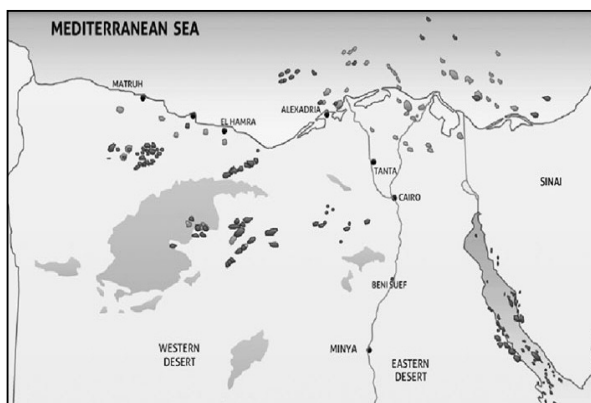 MEDITERRANEAN SEA
MATRUH
ALEXADRIA
EL HAMRA
TANTA
SINAI
CAIRO
BENI SUEF
WESTERN
DESERT
MINYA
EASTERN
DESERT